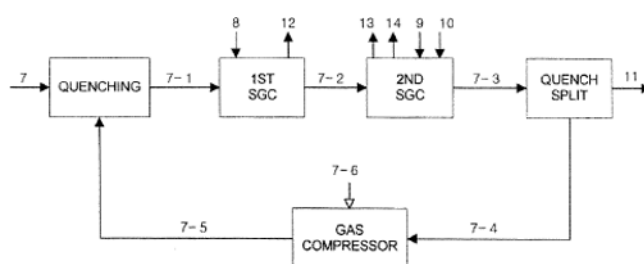 8 12 13 14 9 10
7 QUENCHING 7-1 1ST SGC 7-2 2ND SGC 7-3 QUENCH SPLIT 11
7-6
7-5 GAS COMPRESSOR 7-4